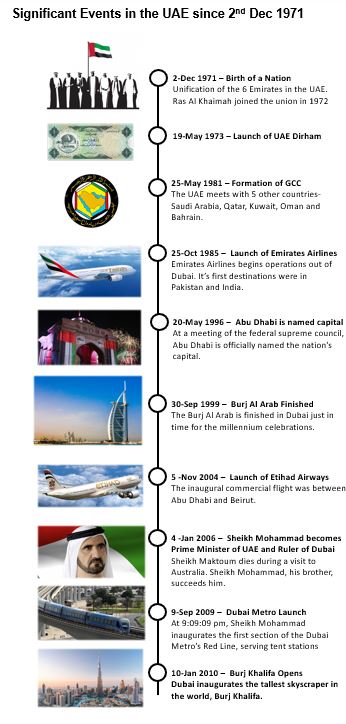 Significant Events in the UAE since 2nd Dec 1971
2-Dec 1971 – Birth of a Nation
Unification of the 6 Emirates in the UAE.
Ras Al Khaimah joined the union in 1972
19-May 1973 – Launch of UAE Dirham
25-May 1981 – Formation of GCC
The UAE meets with 5 other countries-
Saudi Arabia, Qatar, Kuwait, Oman and
Bahrain.
25-Oct 1985 – Launch of Emirates Airlines
Emirates Airlines begins operations out of
Dubai. It’s first destinations were in
Pakistan and India.
20-May 1996 – Abu Dhabi is named capital
At a meeting of the federal supreme council,
Abu Dhabi is officially named the nation’s
capital.
30-Sep 1999 – Burj Al Arab Finished
The Burj Al Arab is finished in Dubai just in
time for the millennium celebrations.
5 -Nov 2004 – Launch of Etihad Airways
The inaugural commercial flight was between
Abu Dhabi and Beirut.
ETIHAD
4 -Jan 2006 – Sheikh Mohammad becomes
Prime Minister of UAE and Ruler of Dubai
Sheikh Maktoum dies during a visit to
Australia. Sheikh Mohammad, his brother,
succeeds him.
9-Sep 2009 – Dubai Metro Launch
At 9:09:09 pm, Sheikh Mohammad
inaugurates the first section of the Dubai
Metro’s Red Line, serving tent stations
10-Jan 2010 – Burj Khalifa Opens
Dubai inaugurates the tallest skyscraper in
the world, Burj Khalifa.